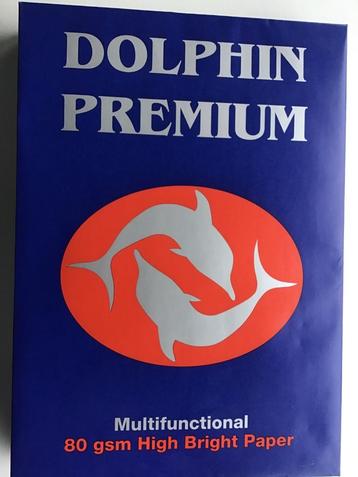 DOLPHIN
PREMIUM
Multifunctional
80 gsm High Bright Paper